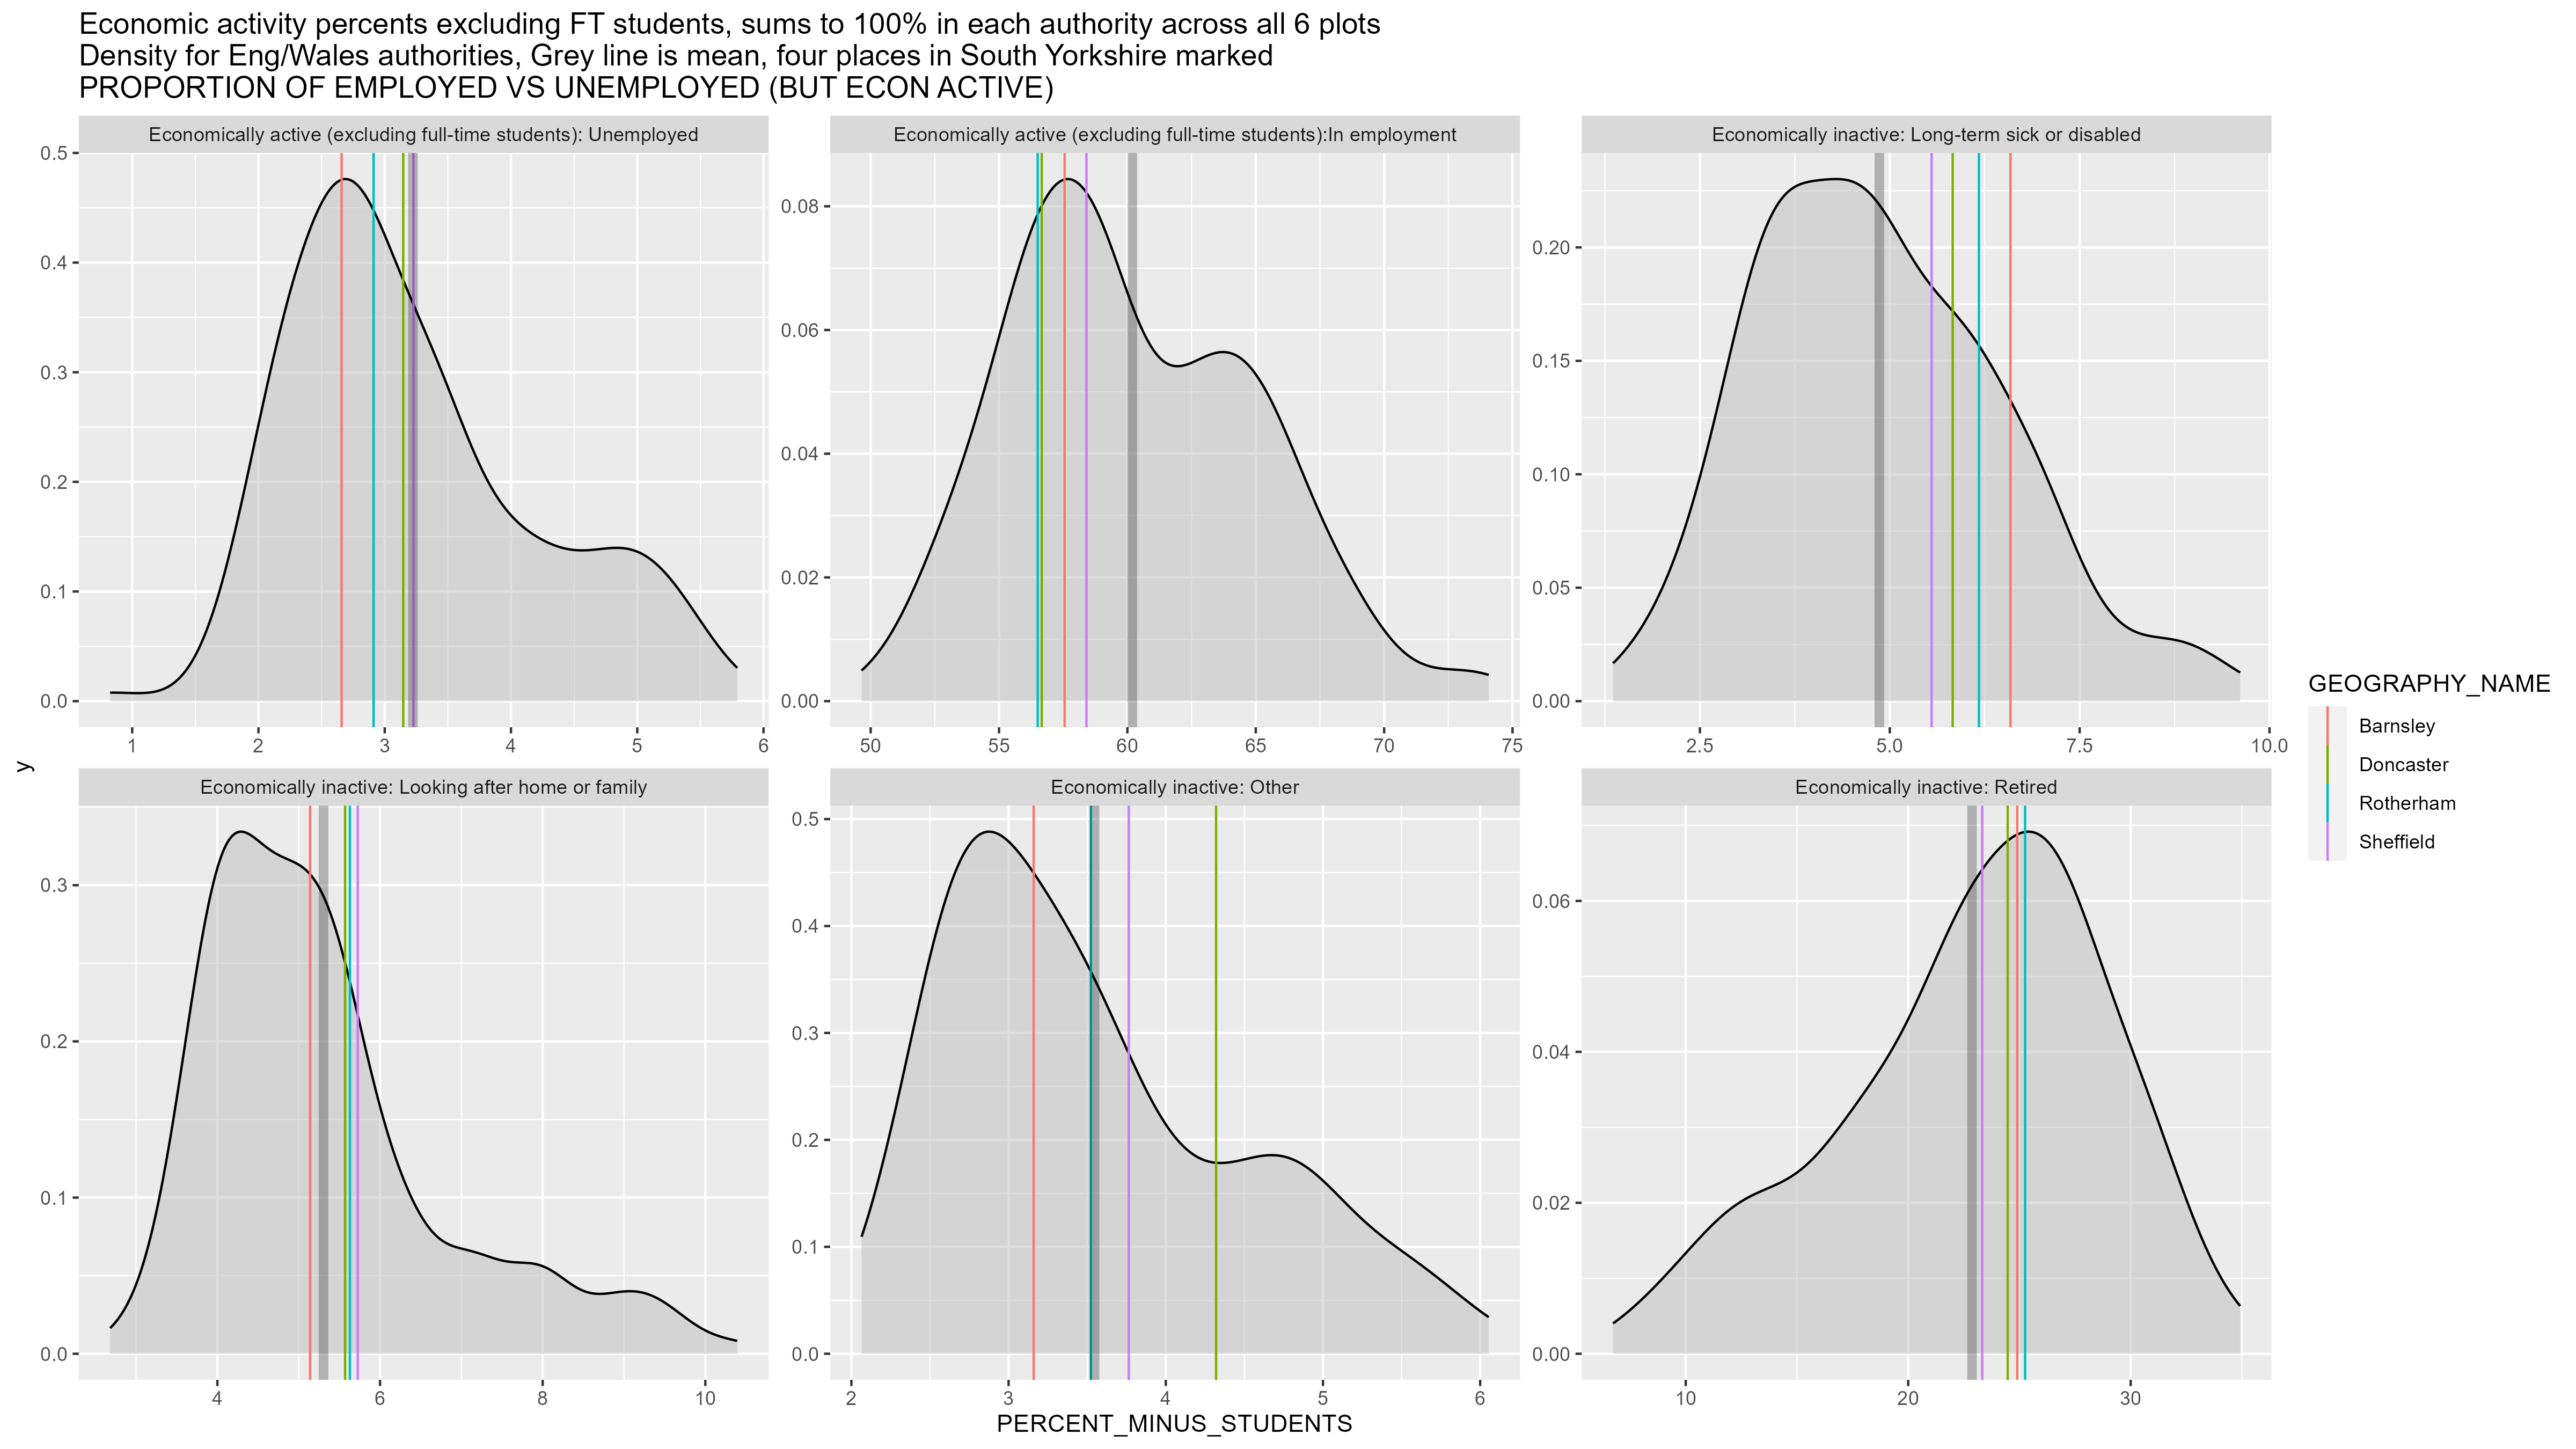 Economic activity percents excluding FT students, sums to 100% in each authority across all 6 plots
Density for Eng/Wales authorities, Grey line is mean, four places in South Yorkshire marked
PROPORTION OF EMPLOYED VS UNEMPLOYED (BUT ECON ACTIVE)
Economically active (excluding full-time students): Unemployed
0.5
0.4
0.3
0.2
0.1
0.0
1 2 3 4 5 6
Economically active (excluding full-time students):In employment
0.08
0.06
0.04
0.02
0.00
50 55 60 65 70 75
Economically inactive: Long-term sick or disabled
0.20
0.15
0.10
0.05
0.00
2.5 5.0 7.5 10.0
y
Economically inactive: Looking after home or family
0.3
0.2
0.1
0.0
4 6 8 10
Economically inactive: Other
0.5
0.4
0.3
0.2
0.1
0.0
2 3 4 5 6
Economically inactive: Retired
0.06
0.04
0.02
0.00
10 20 30
PERCENT_MINUS_STUDENTS
GEOGRAPHY_NAME
Barnsley
Doncaster
Rotherham
Sheffield